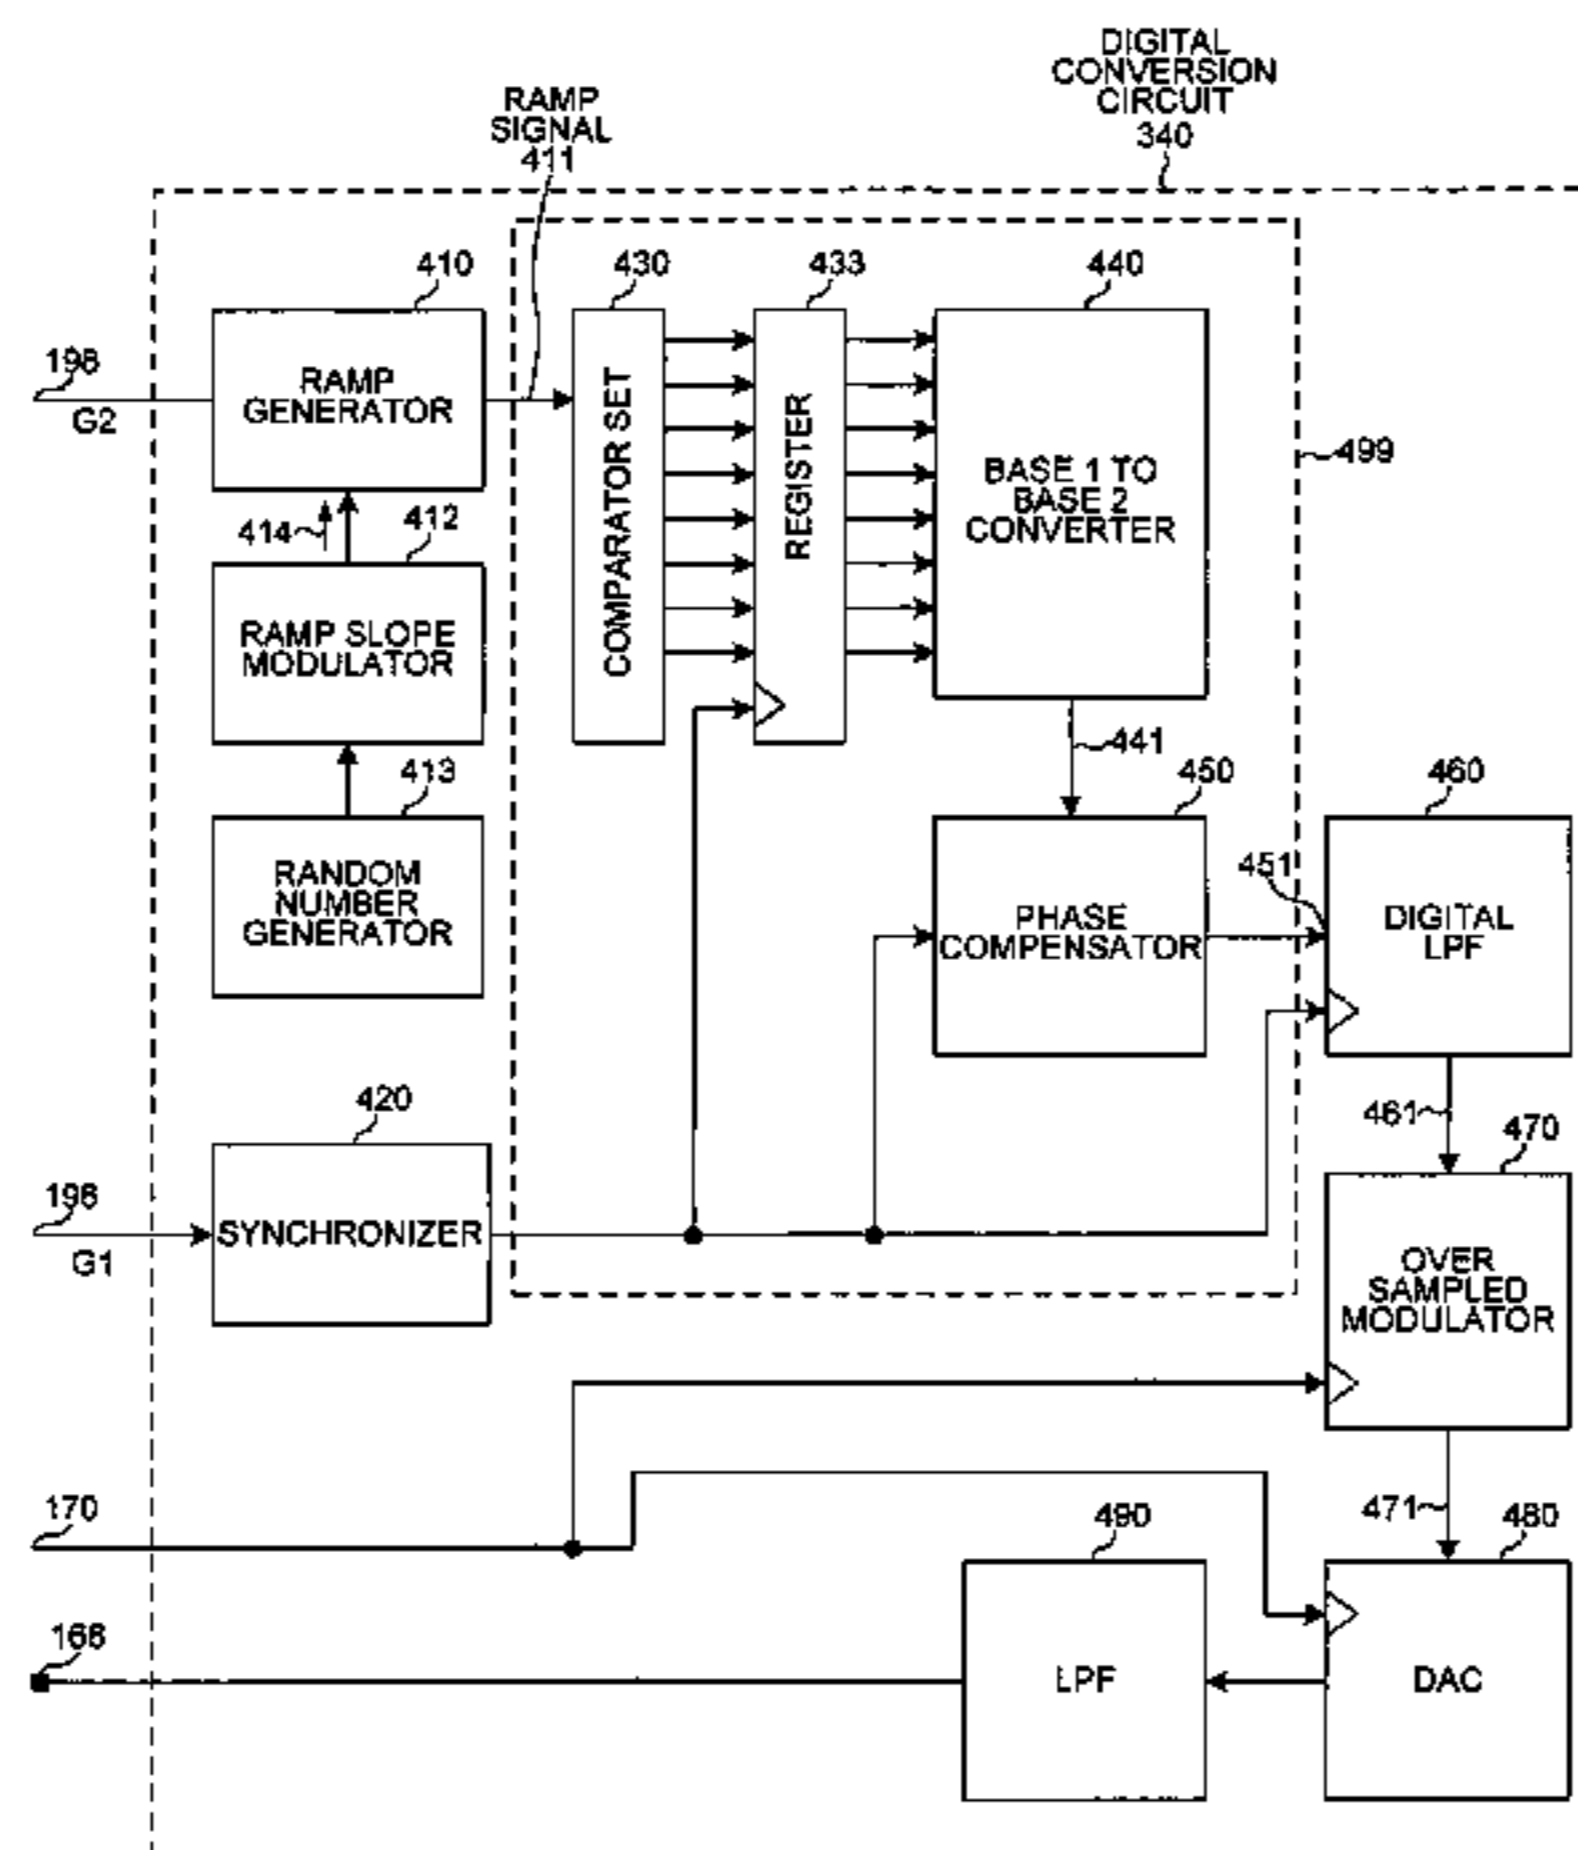 DIGITAL
CONVERSION
CIRCUIT
340
RAMP
SIGNAL
411
410
430
433
440
198
G2
RAMP
GENERATOR
COMPARATOR SET
REGISTER
BASE 1 TO
BASE 2
CONVERTER
499
414
412
RAMP SLOPE
MODULATOR
441
413
450
460
RANDOM
NUMBER
GENERATOR
451
PHASE
COMPENSATOR
DIGITAL
LPF
420
461
470
196
G1
SYNCHRONIZER
OVER
SAMPLED
MODULATOR
170
490
471
480
168
LPF
DAC